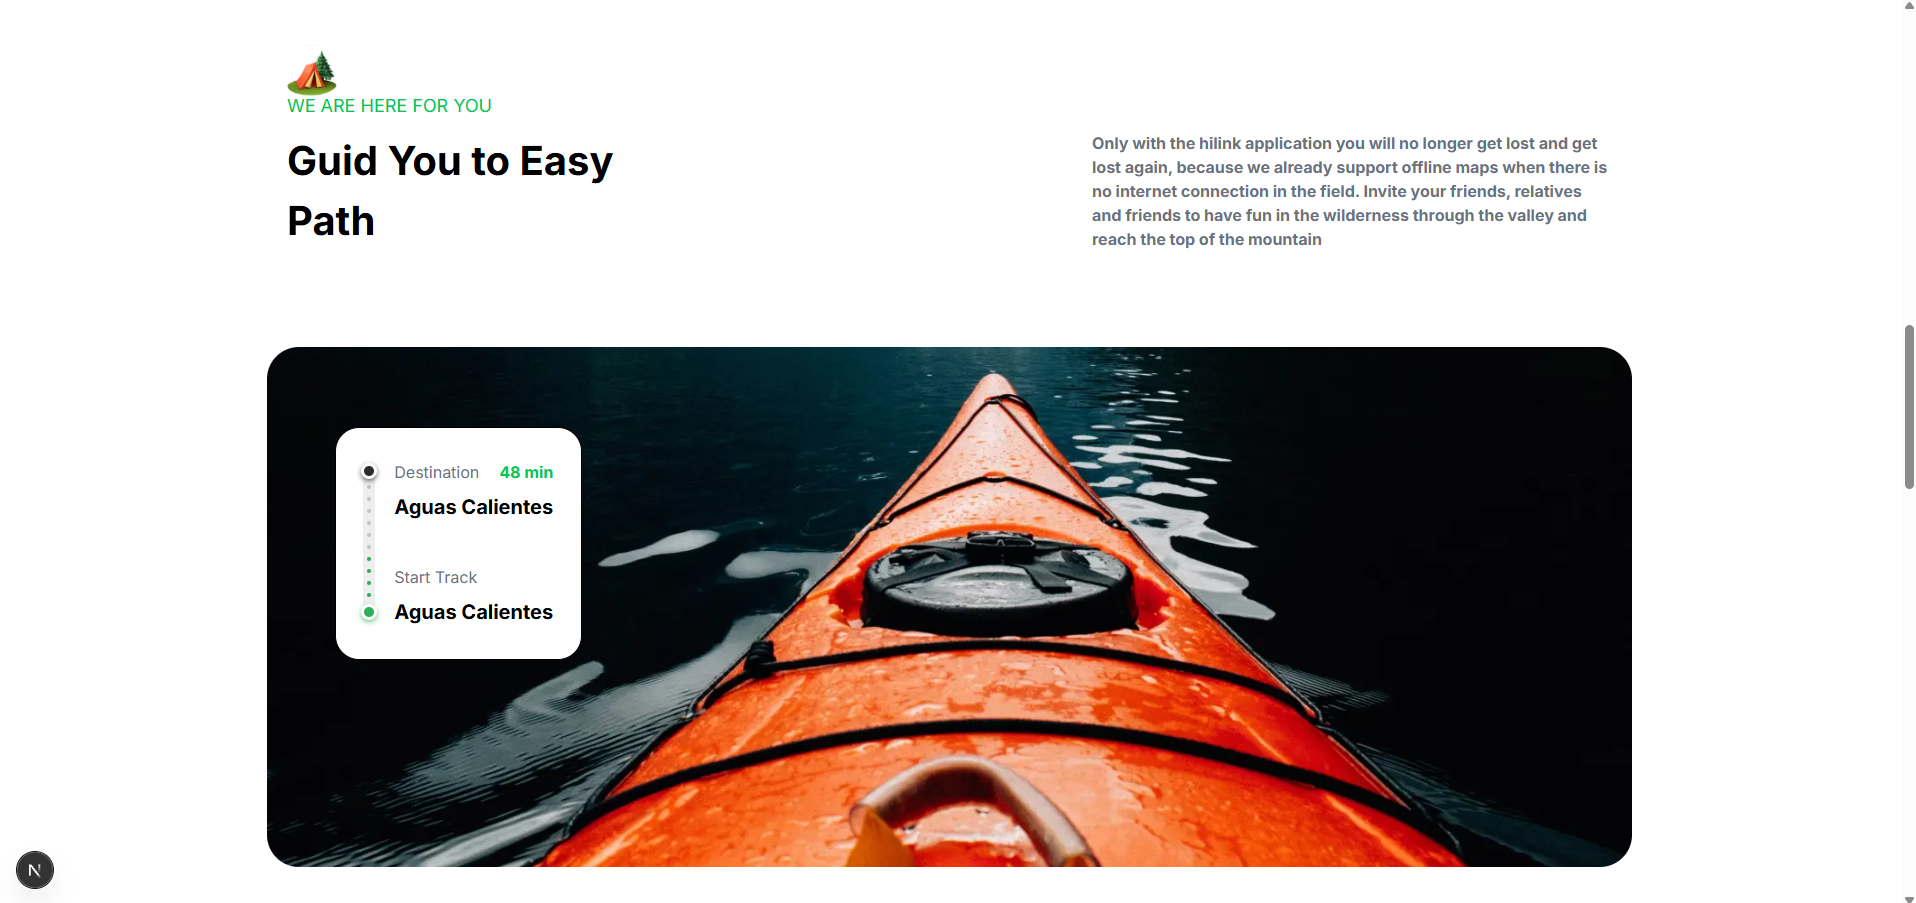 WE ARE HERE FOR YOU
Guid You to Easy
Path
Only with the hilink application you will no longer get lost and get
lost again, because we already support offline maps when there is
no internet connection in the field. Invite your friends, relatives
and friends to have fun in the wilderness through the valley and
reach the top of the mountain
Destination 48 min
Aguas Calientes
Start Track
Aguas Calientes
N